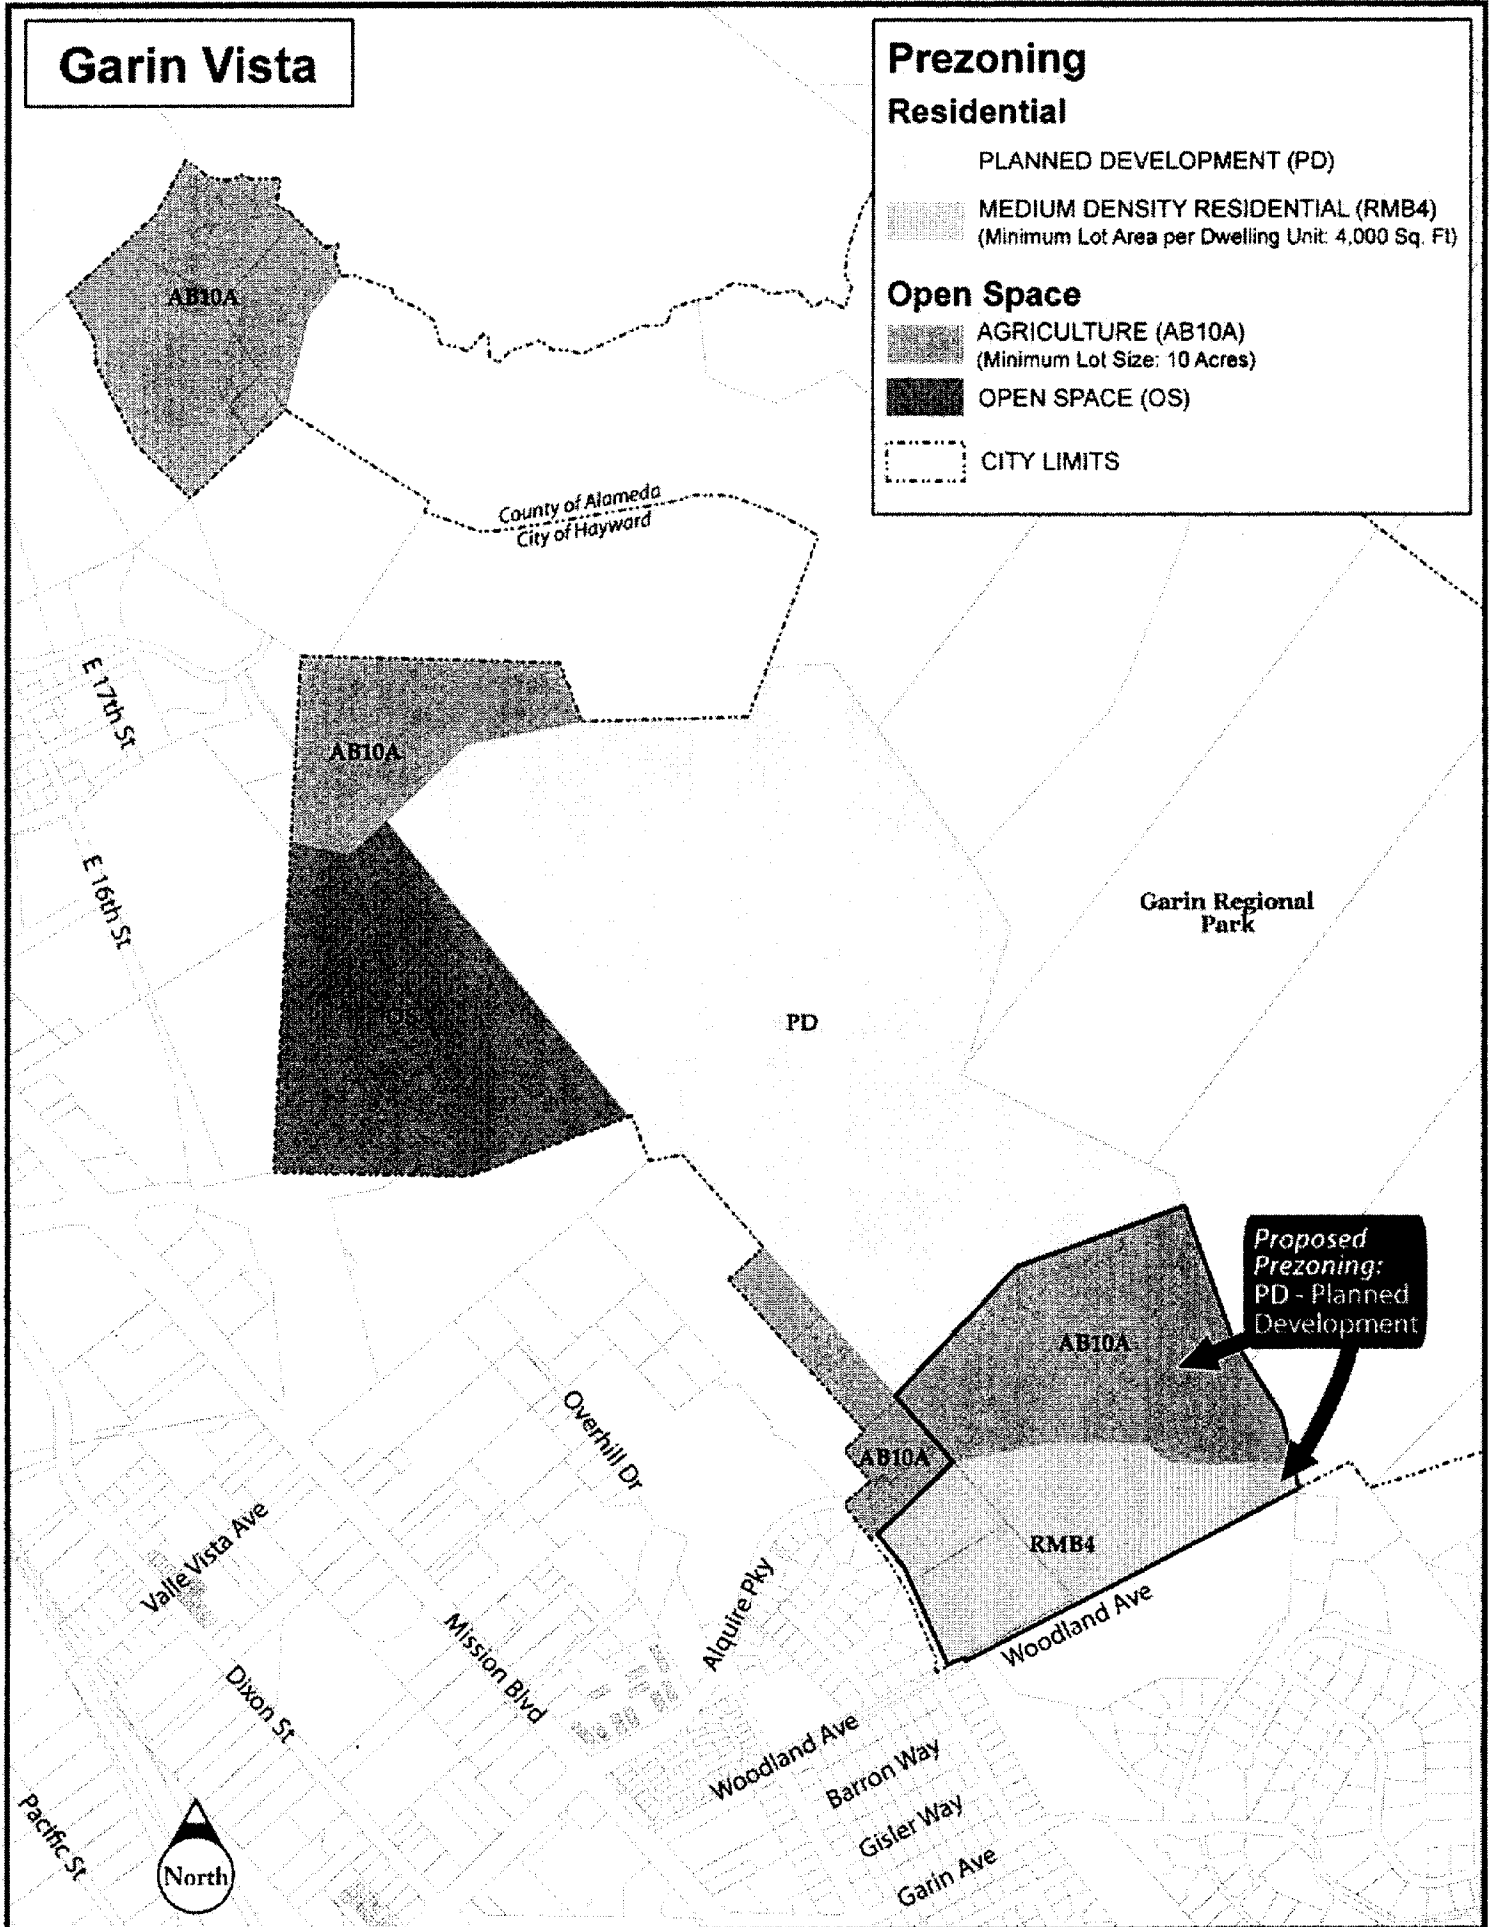 Garin Vista
Prezoning
Residential
PLANNED DEVELOPMENT (PD)
MEDIUM DENSITY RESIDENTIAL (RMB4)
(Minimum Lot Area per Dwelling Unit: 4,000 Sq. Ft)
Open Space
AGRICULTURE (AB10A)
(Minimum Lot Size: 10 Acres)
OPEN SPACE (OS)
CITY LIMITS
AB10A
County of Alameda
City of Hayward
E 17th St
AB10A
E 16th St
Garin Regional
Park
OS
PD
Proposed
Prezoning:
PD - Planned
Development
AB10A
Overhill Dr
AB10A
RMB4
Valle Vista Ave
Alquire Pky
Woodland Ave
Mission Blvd
Dixon St
Woodland Ave
Barron Way
Gisler Way
Garin Ave
Pacific St
North